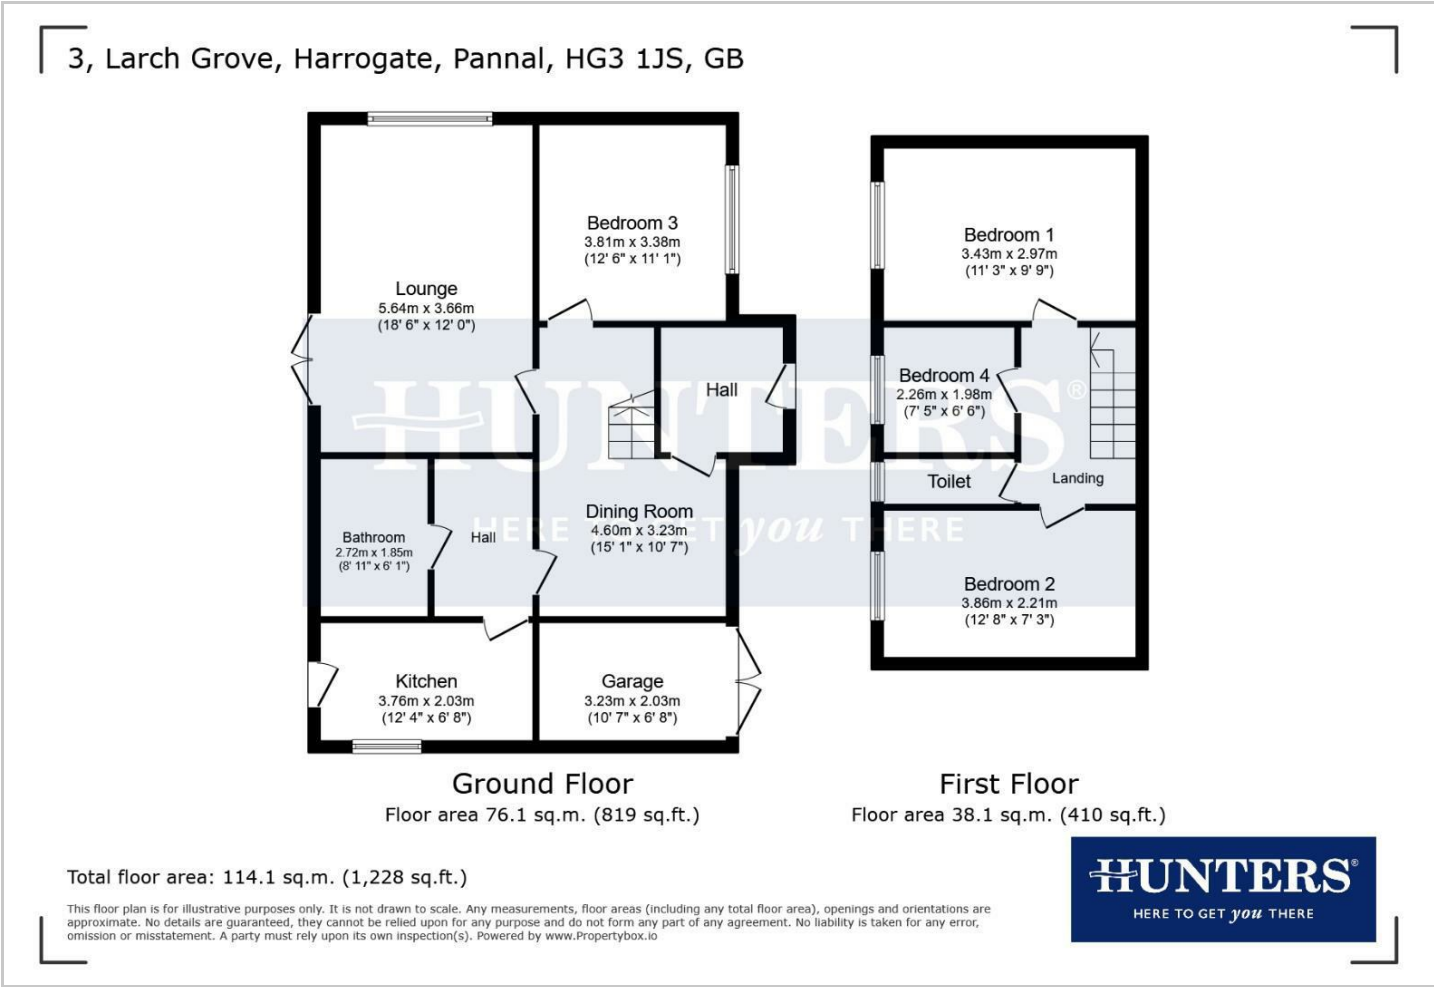 3, Larch Grove, Harrogate, Pannal, HG3 1JS, GB
Lounge
5.64m x 3.66m
(18' 6" x 12' 0")
Bedroom 3
3.81m x 3.38m
(12' 6" x 11' 1")
Hall
Bathroom
2.72m x 1.85m
(8' 11" x 6' 1")
Hall
Dining Room
4.60m x 3.23m
(15' 1" x 10' 7")
Kitchen
3.76m x 2.03m
(12' 4" x 6' 8")
Garage
3.23m x 2.03m
(10' 7" x 6' 8")
Ground Floor
Floor area 76.1 sq.m. (819 sq.ft.)
Bedroom 1
3.43m x 2.97m
(11' 3" x 9' 9")
Bedroom 4
2.26m x 1.98m
(7' 5" x 6' 6")
Toilet
Landing
Bedroom 2
3.86m x 2.21m
(12' 8" x 7' 3")
First Floor
Floor area 38.1 sq.m. (410 sq.ft.)
HUNTERS®
HERE TO GET you THERE
Total floor area: 114.1 sq.m. (1,228 sq.ft.)
This floor plan is for illustrative purposes only. It is not drawn to scale. Any measurements, floor areas (including any total floor area), openings and orientations are
approximate. No details are guaranteed, they cannot be relied upon for any purpose and do not form any part of any agreement. No liability is taken for any error,
omission or misstatement. A party must rely upon its own inspection(s). Powered by www.Propertybox.io
HUNTERS®
HERE TO GET you THERE